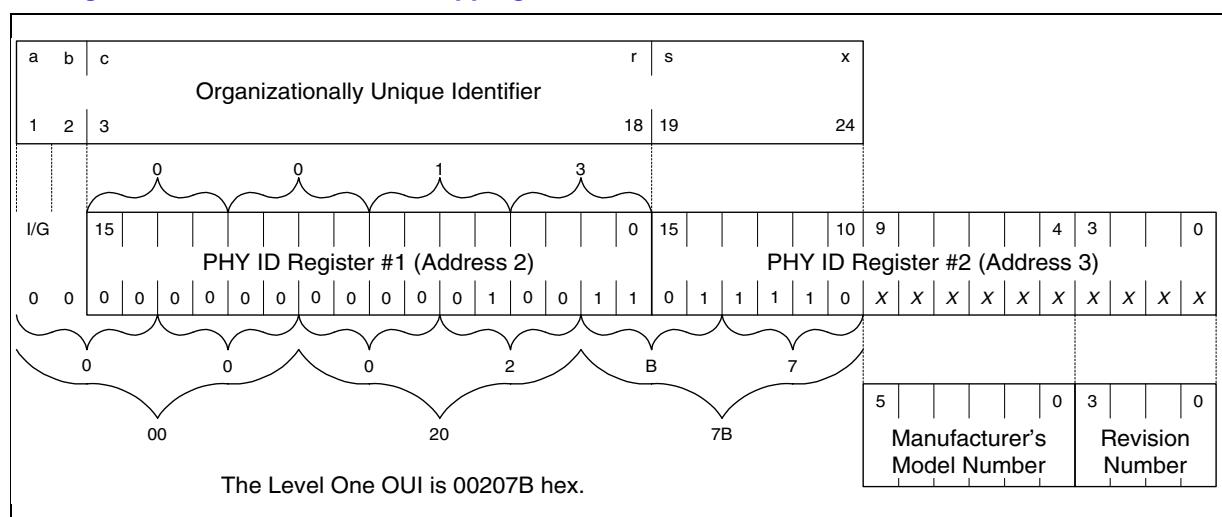 a b c r s x
Organizationally Unique Identifier
1 2 3 18 19 24
0 0 1 3
I/G 15 0 15 10 9 4 3 0
PHY ID Register #1 (Address 2) PHY ID Register #2 (Address 3)
0 0 0 0 0 0 0 0 0 0 0 0 0 1 0 0 1 1 0 1 1 1 1 0 X X X X X X X X X X
0 0 0 2 B 7
5 0 3 0
00 20 7B
Manufacturer's Revision
Model Number Number
The Level One OUI is 00207B hex.